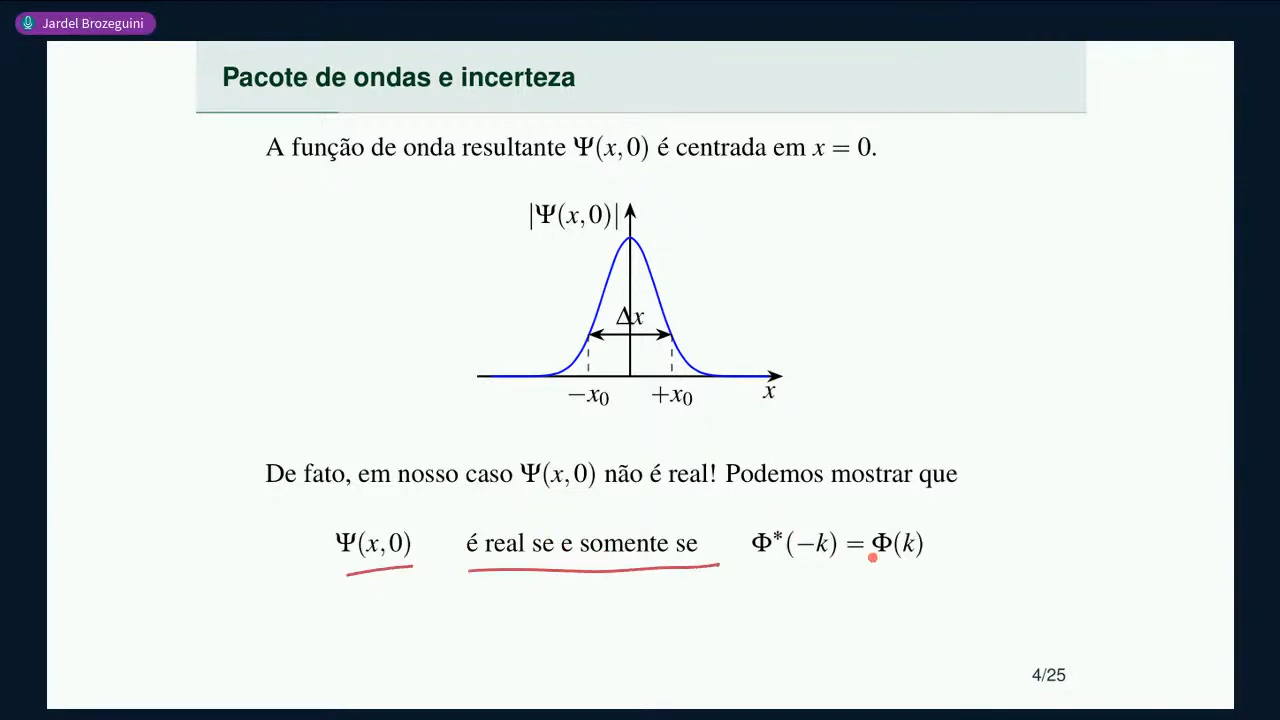 Jardel Brozeguini
Pacote de ondas e incerteza
A função de onda resultante Ψ(x,0) é centrada em x = 0.
|Ψ(x,0)|
Δx
−x₀ +x₀ x
De fato, em nosso caso Ψ(x,0) não é real! Podemos mostrar que
Ψ(x,0) é real se e somente se Φ*(−k) = Φ(k)
4/25